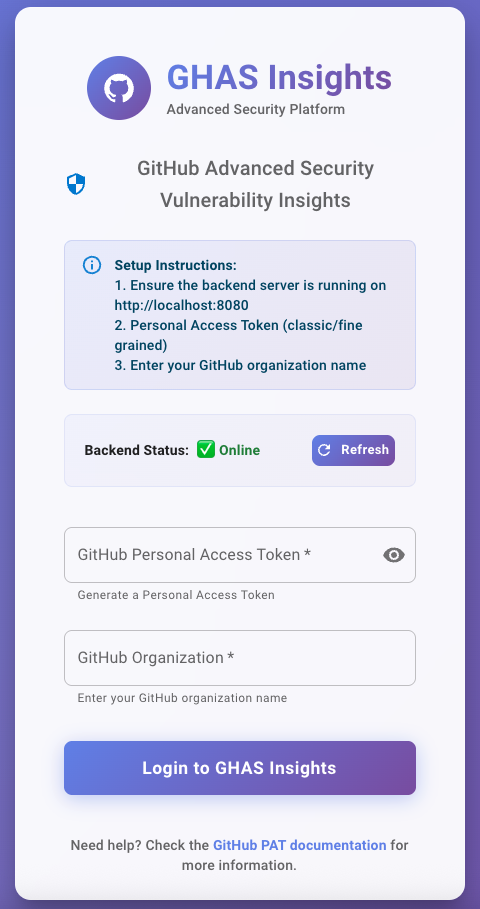 GHAS Insights
Advanced Security Platform
GitHub Advanced Security
Vulnerability Insights
Setup Instructions:
1. Ensure the backend server is running on
http://localhost:8080
2. Personal Access Token (classic/fine
grained)
3. Enter your GitHub organization name
Backend Status: ✅ Online
Refresh
GitHub Personal Access Token *
Generate a Personal Access Token
GitHub Organization *
Enter your GitHub organization name
Login to GHAS Insights
Need help? Check the GitHub PAT documentation for
more information.